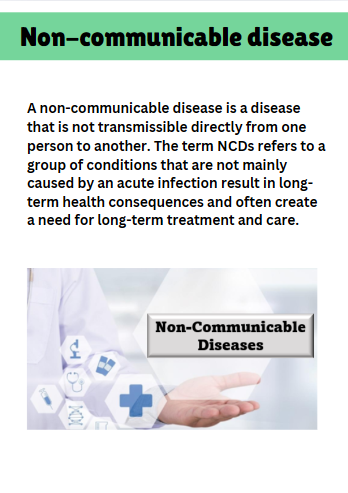 Non-communicable disease
A non-communicable disease is a disease
that is not transmissible directly from one
person to another. The term NCDs refers to a
group of conditions that are not mainly
caused by an acute infection result in long-
term health consequences and often create
a need for long-term treatment and care.
Non-Communicable
Diseases